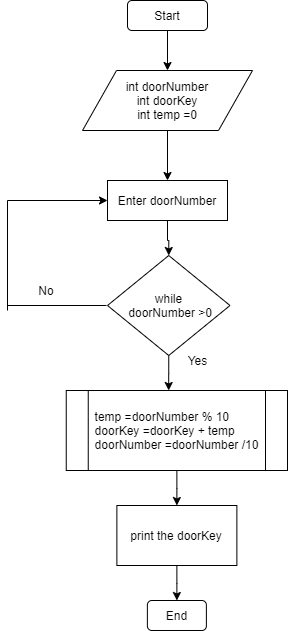 Start
int doorNumber
int doorKey
int temp =0
Enter doorNumber
while
doorNumber >0
No
Yes
temp =doorNumber % 10
doorKey =doorKey + temp
doorNumber =doorNumber /10
print the doorKey
End